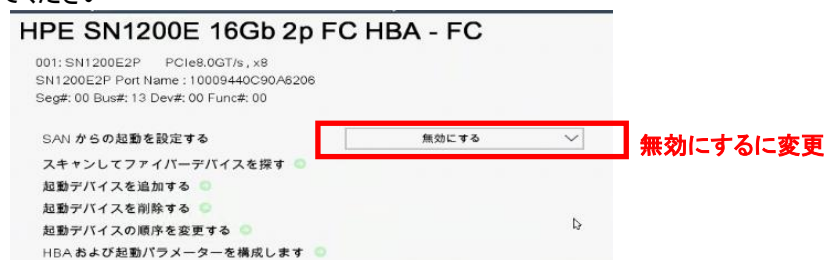 HPE SN1200E 16Gb 2p FC HBA - FC
001: SN1200E2P PCIe8.0GT/s , x8
SN1200E2P Port Name : 10009440C90A6206
Seg#: 00 Bus#: 13 Dev#: 00 Func#: 00
SAN からの起動を設定する 無効にする
無効にするに変更
スキャンしてファイバーデバイスを探す
起動デバイスを追加する
起動デバイスを削除する
起動デバイスの順序を変更する
HBA および起動パラメーターを構成します